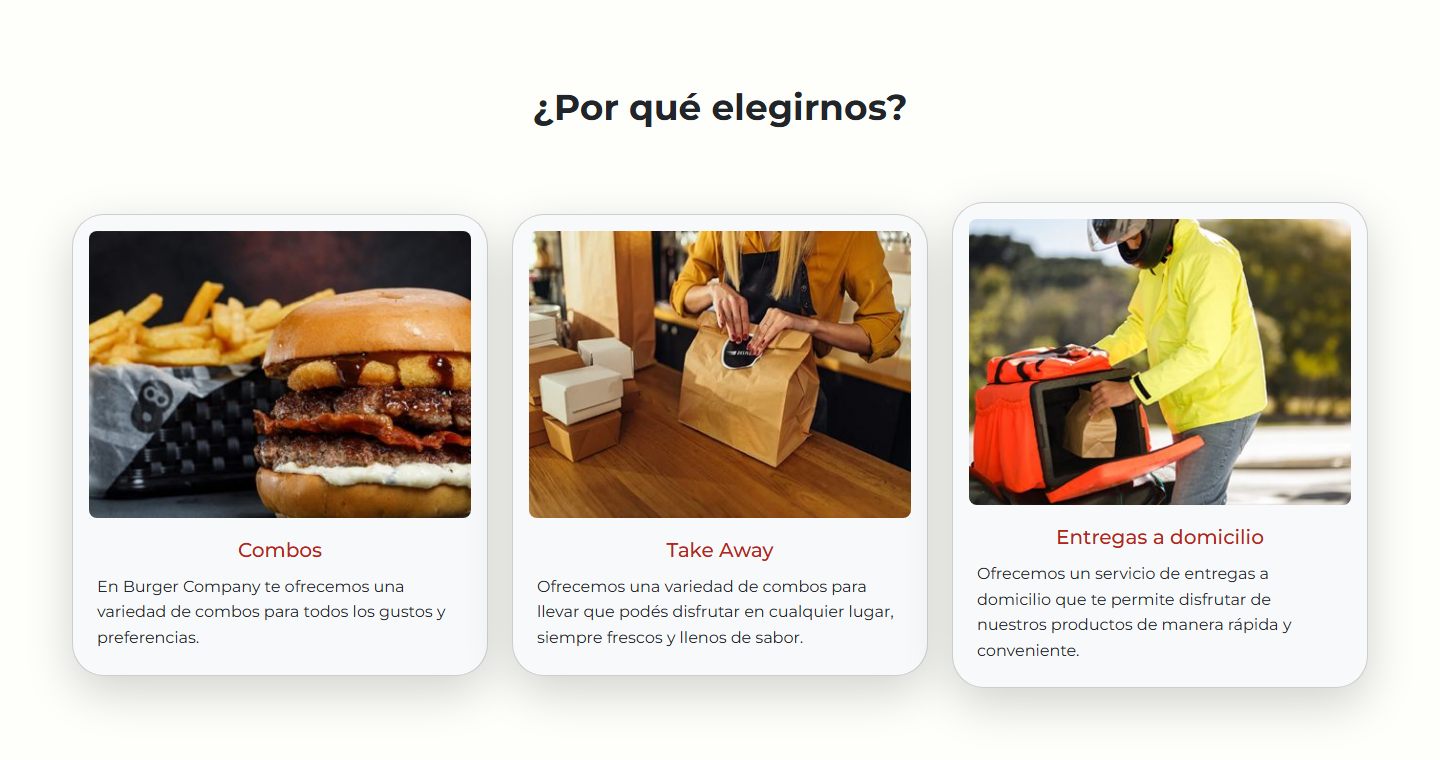 ¿Por qué elegirnos?
Combos
En Burger Company te ofrecemos una
variedad de combos para todos los gustos y
preferencias.
Take Away
Ofrecemos una variedad de combos para
llevar que podés disfrutar en cualquier lugar,
siempre frescos y llenos de sabor.
Entregas a domicilio
Ofrecemos un servicio de entregas a
domicilio que te permite disfrutar de
nuestros productos de manera rápida y
conveniente.